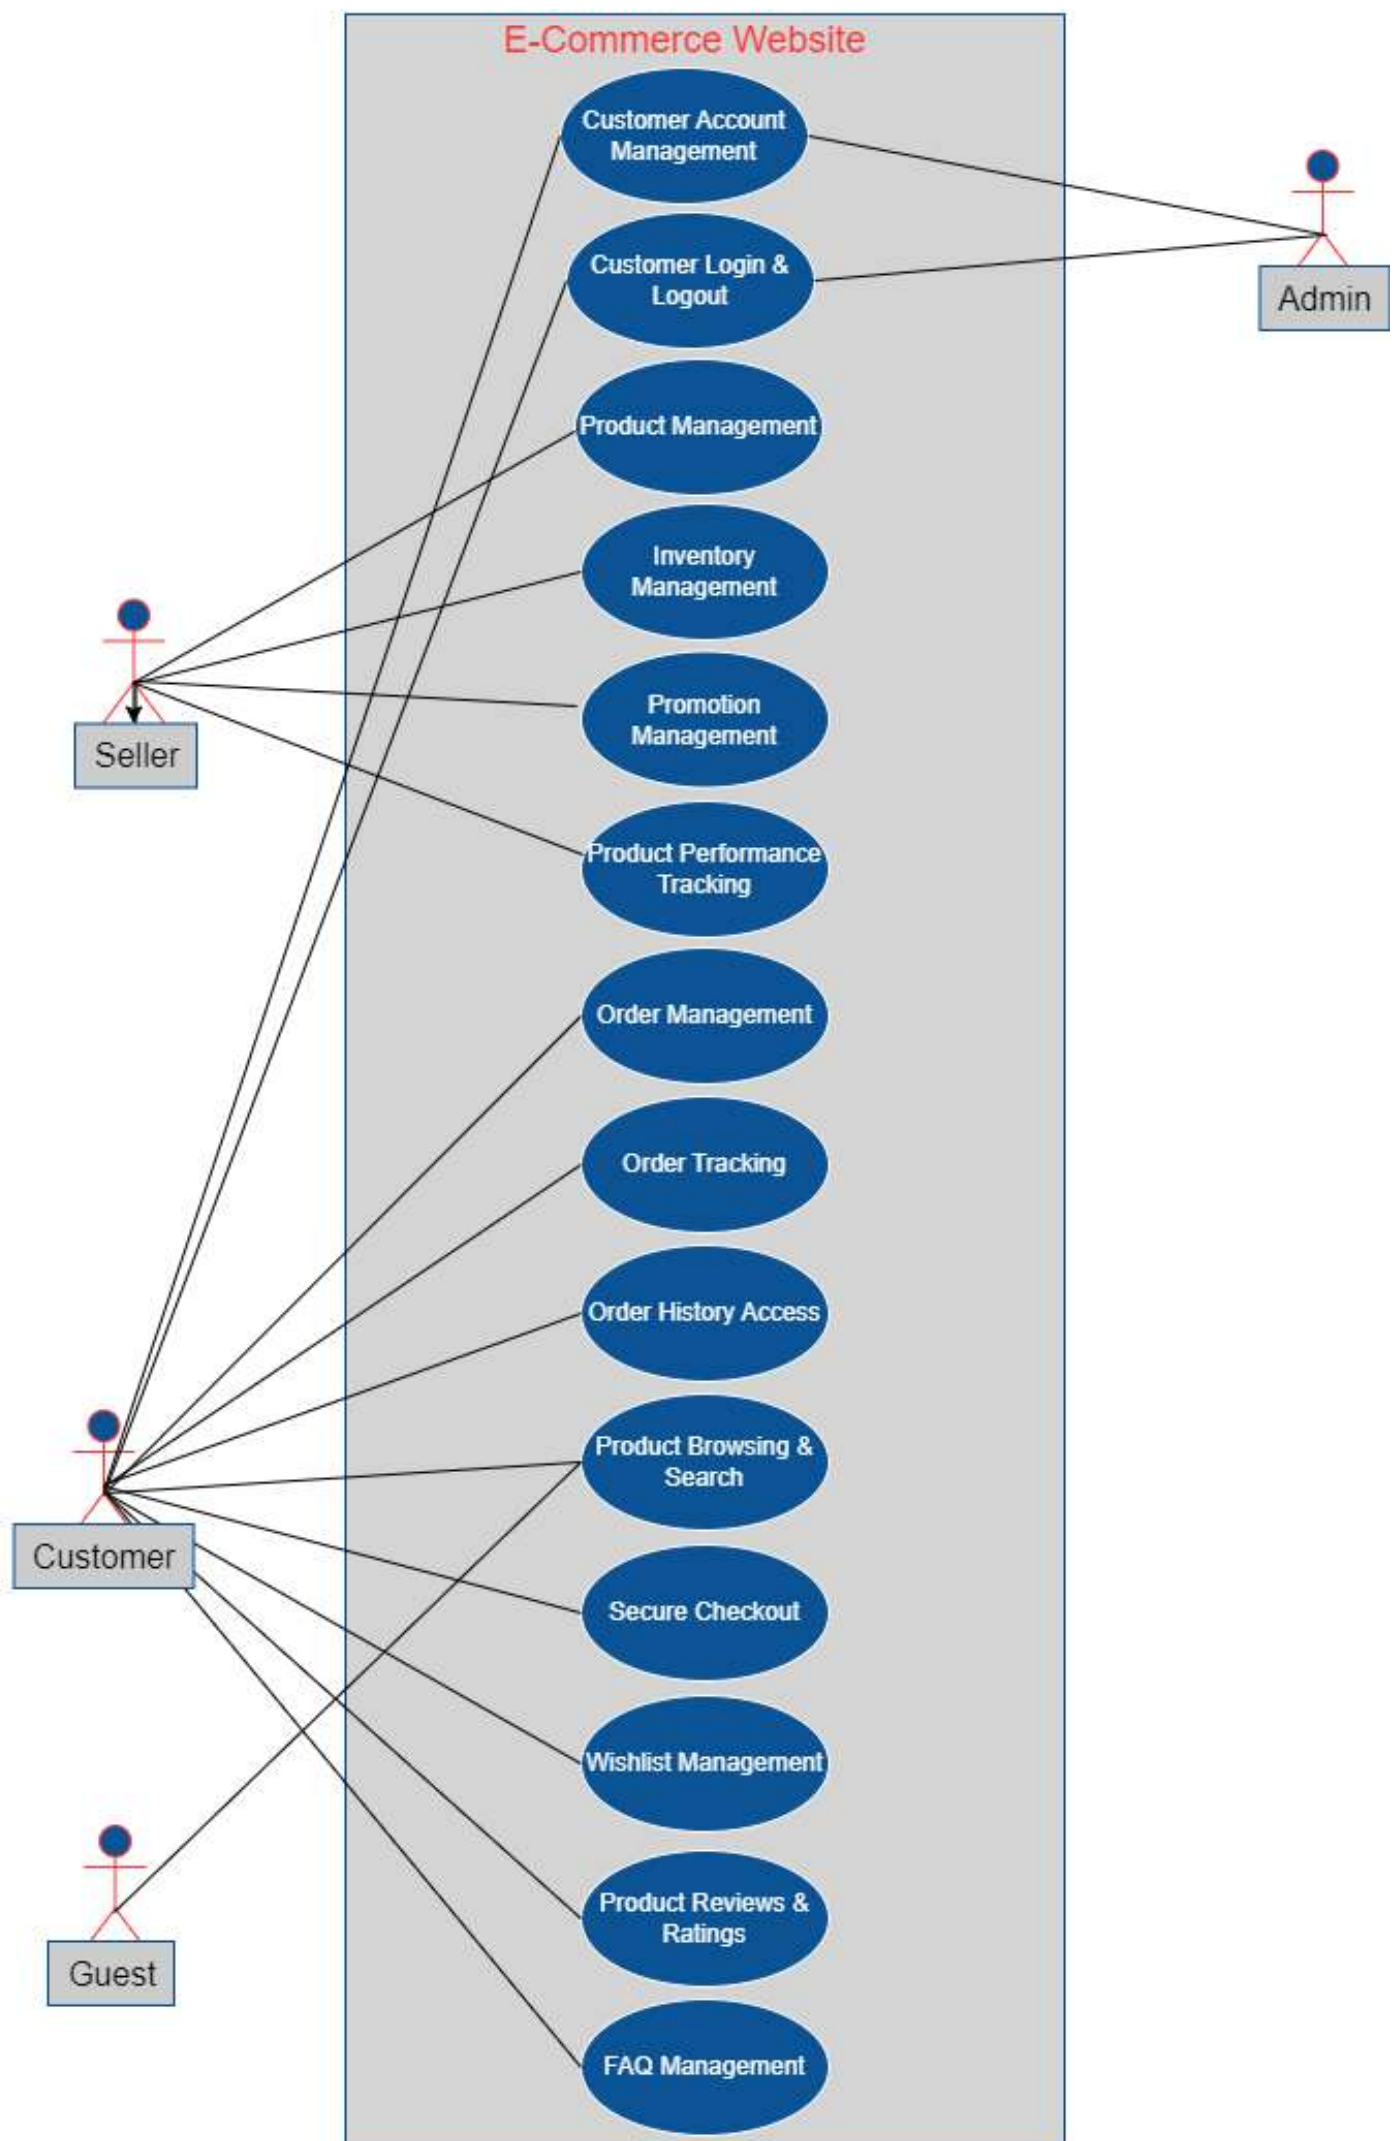 E-Commerce Website
Customer Account
Management
Customer Login &
Logout
Admin
Product Management
Inventory
Management
Promotion
Management
Seller
Product Performance
Tracking
Order Management
Order Tracking
Order History Access
Product Browsing &
Search
Customer
Secure Checkout
Wishlist Management
Product Reviews &
Ratings
Guest
FAQ Management